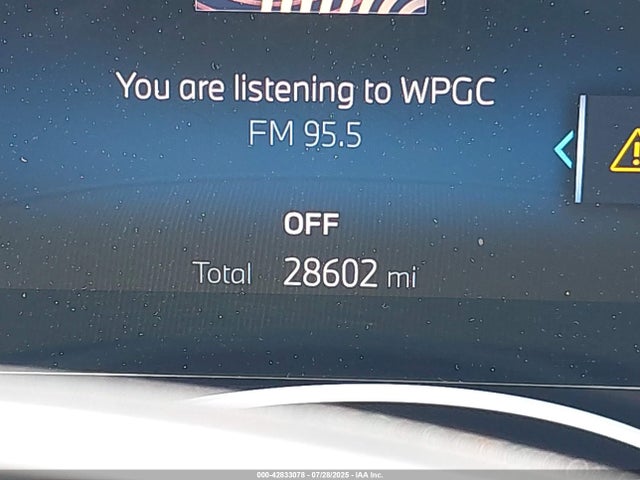 You are listening to WPGC
FM 95.5
OFF
Total 28602 mi
000-42833078 - 07/28/2025 - IAA Inc.